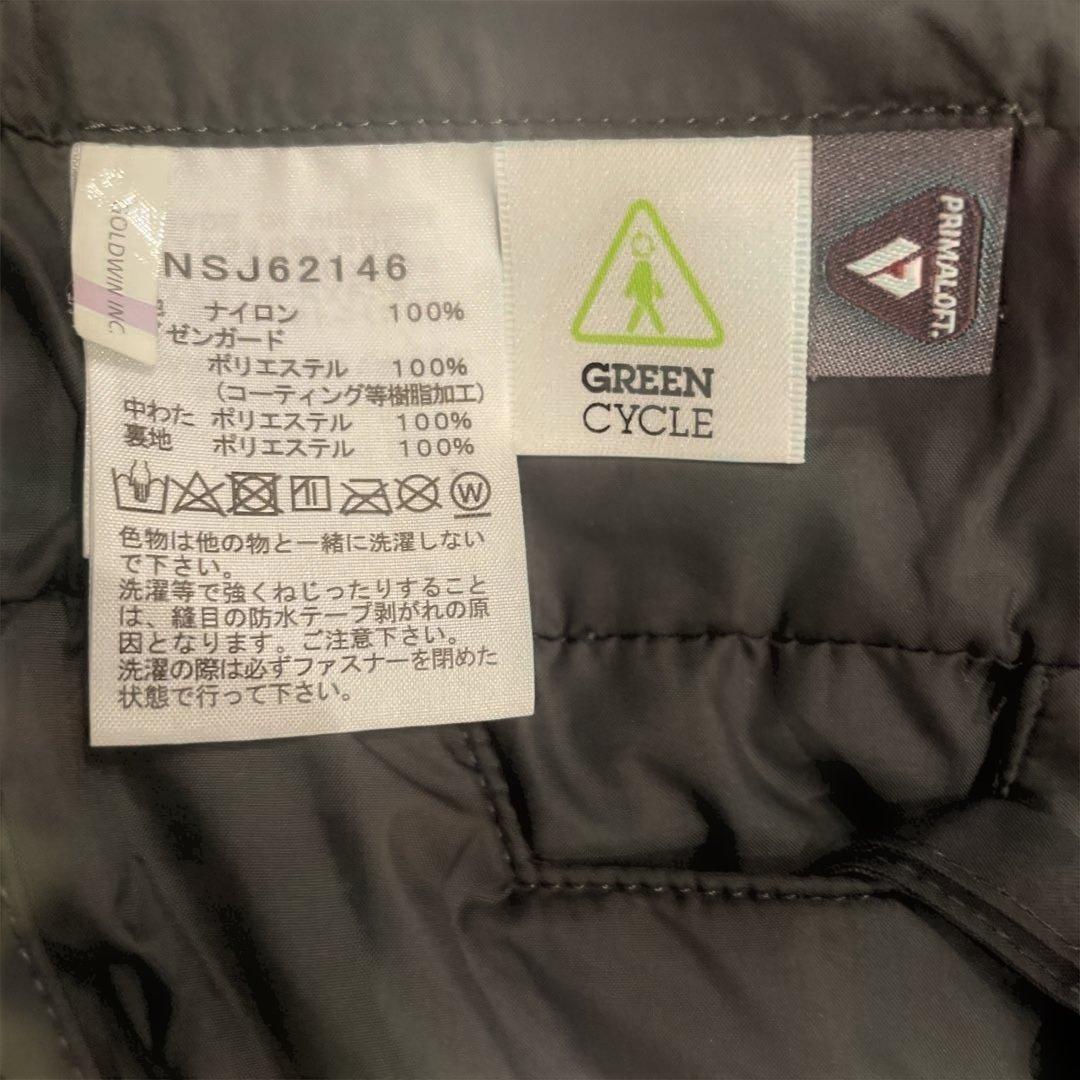 OLDWIN INC
NSJ62146
ナイロン 100%
ゼンガード
ポリエステル 100%
(コーティング等樹脂加工)
中わた ポリエステル 100%
裏地 ポリエステル 100%
W
色物は他の物と一緒に洗濯しない
で下さい。
洗濯等で強くねじったりすること
は、縫目の防水テープ剥がれの原
因となります。ご注意下さい。
洗濯の際は必ずファスナーを閉めた
状態で行って下さい。
GREEN
CYCLE
PRIMALOFT.